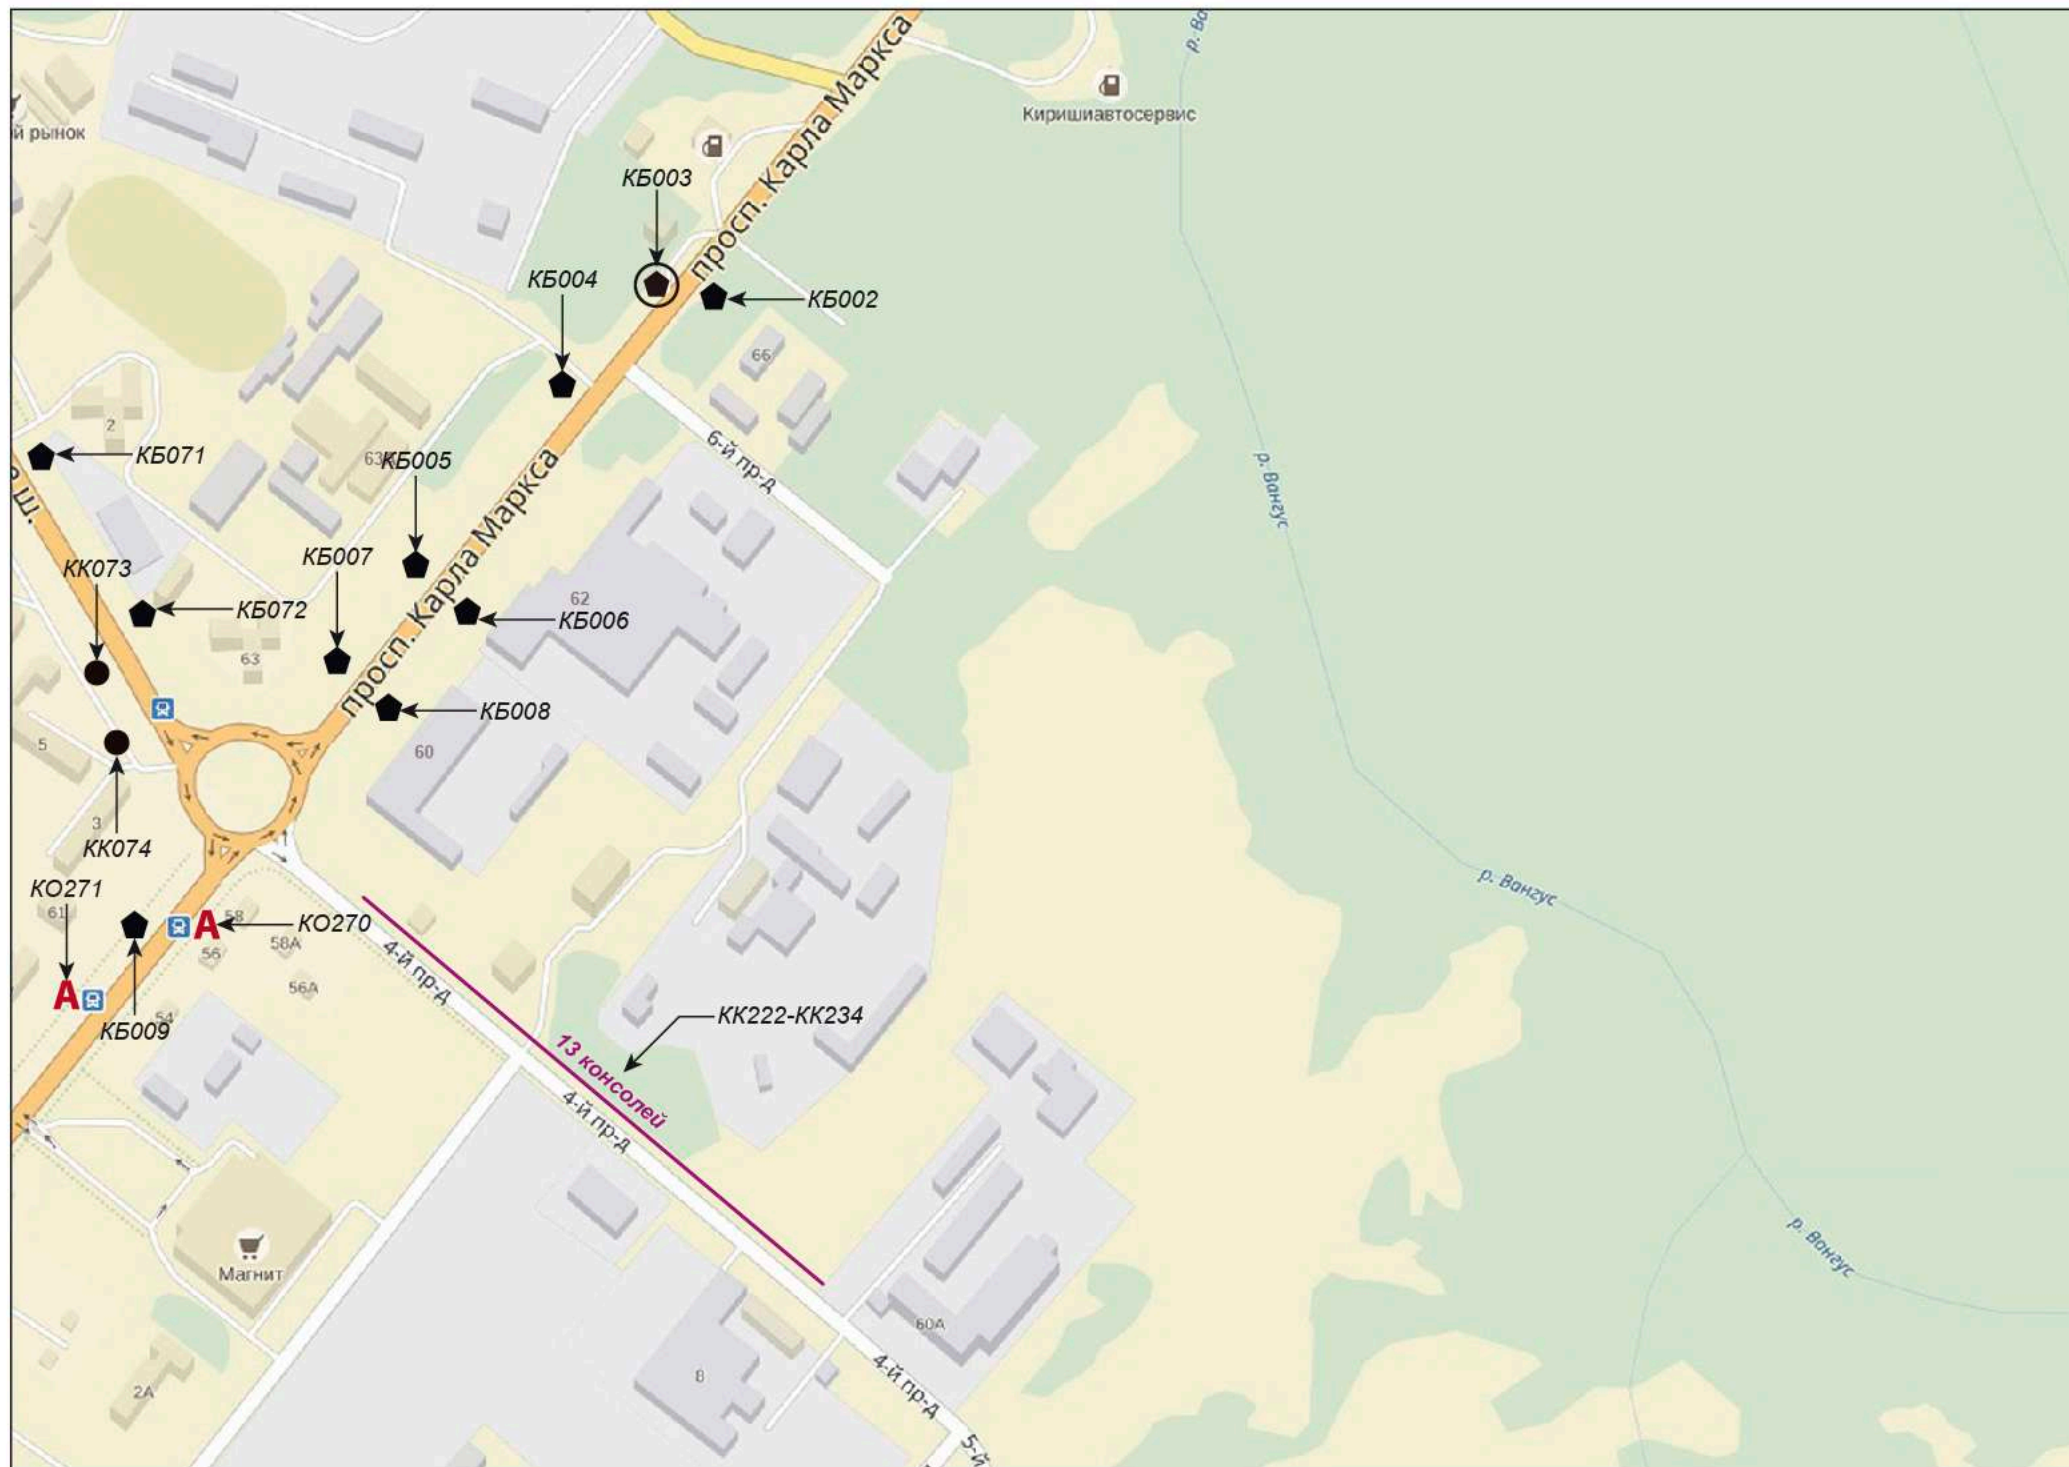 р. Ва
просп. Карла Маркса
Киришиавтосервис
й рынок
КБ003
КБ004
КБ002
66
2
6-й пр-д
КБ071
63
КБ005
е ш.
р. Вангус
просп. Карла Маркса
КБ007
КК073
62
КБ072
КБ006
63
КБ008
5
60
3
КК074
КО271
61
58
КО270
56
58А
р. Вангус
4-й пр-д
56А
54
КБ009
КК222-КК234
13 консолей
4-й пр-д
р. Вангус
Магнит
60А
2А
8
4-й пр-д
5-й
А
А